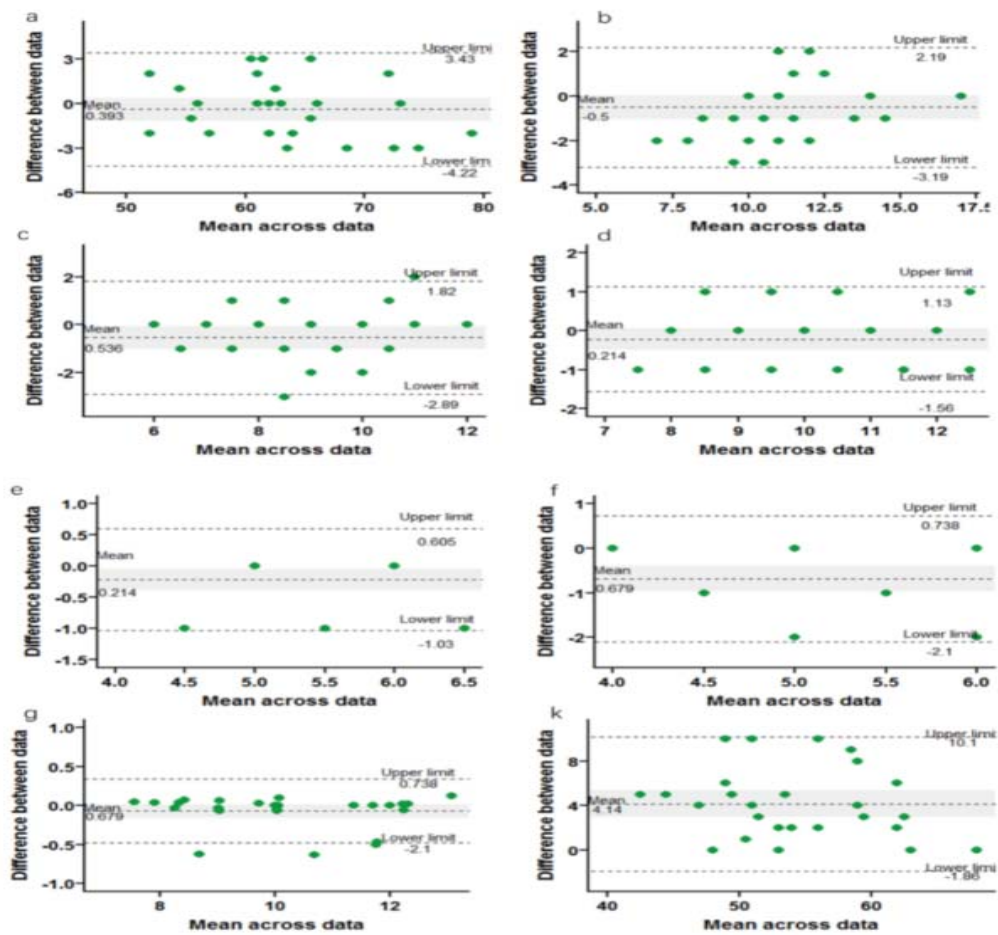 a
Difference between data
3
0
-3
-6
Upper limi
3.43
Mean
0.393
Lower lim
-4.22
50 60 70 80
Mean across data
b
Difference between data
2
0
-2
-4
Upper limit
2.19
Mean
-0.5
Lower limit
-3.19
5.0 7.5 10.0 12.5 15.0 17.5
Mean across data
c
Difference between data
2
0
-2
Upper limit
1.82
Mean
0.536
Lower limit
-2.89
6 8 10 12
Mean across data
d
Difference between data
2
1
0
-1
-2
Upper limit
1.13
Mean
0.214
Lower limit
-1.56
7 8 9 10 11 12
Mean across data
e
Difference between data
1.0
0.5
0.0
-0.5
-1.0
-1.5
Upper limit
0.605
Mean
0.214
Lower limit
-1.03
4.0 4.5 5.0 5.5 6.0 6.5
Mean across data
f
Difference between data
1
0
-1
-2
Upper limit
0.738
Mean
0.679
Lower limit
-2.1
4.0 4.5 5.0 5.5 6.0
Mean across data
g
Difference between data
1.0
0.5
0.0
-0.5
-1.0
Upper limit
0.738
Mean
0.679
Lower limit
-2.1
8 10 12
Mean across data
k
Difference between data
8
4
0
Upper limi
10.1
Mean
4.14
Lower limi
-1.86
40 50 60
Mean across data